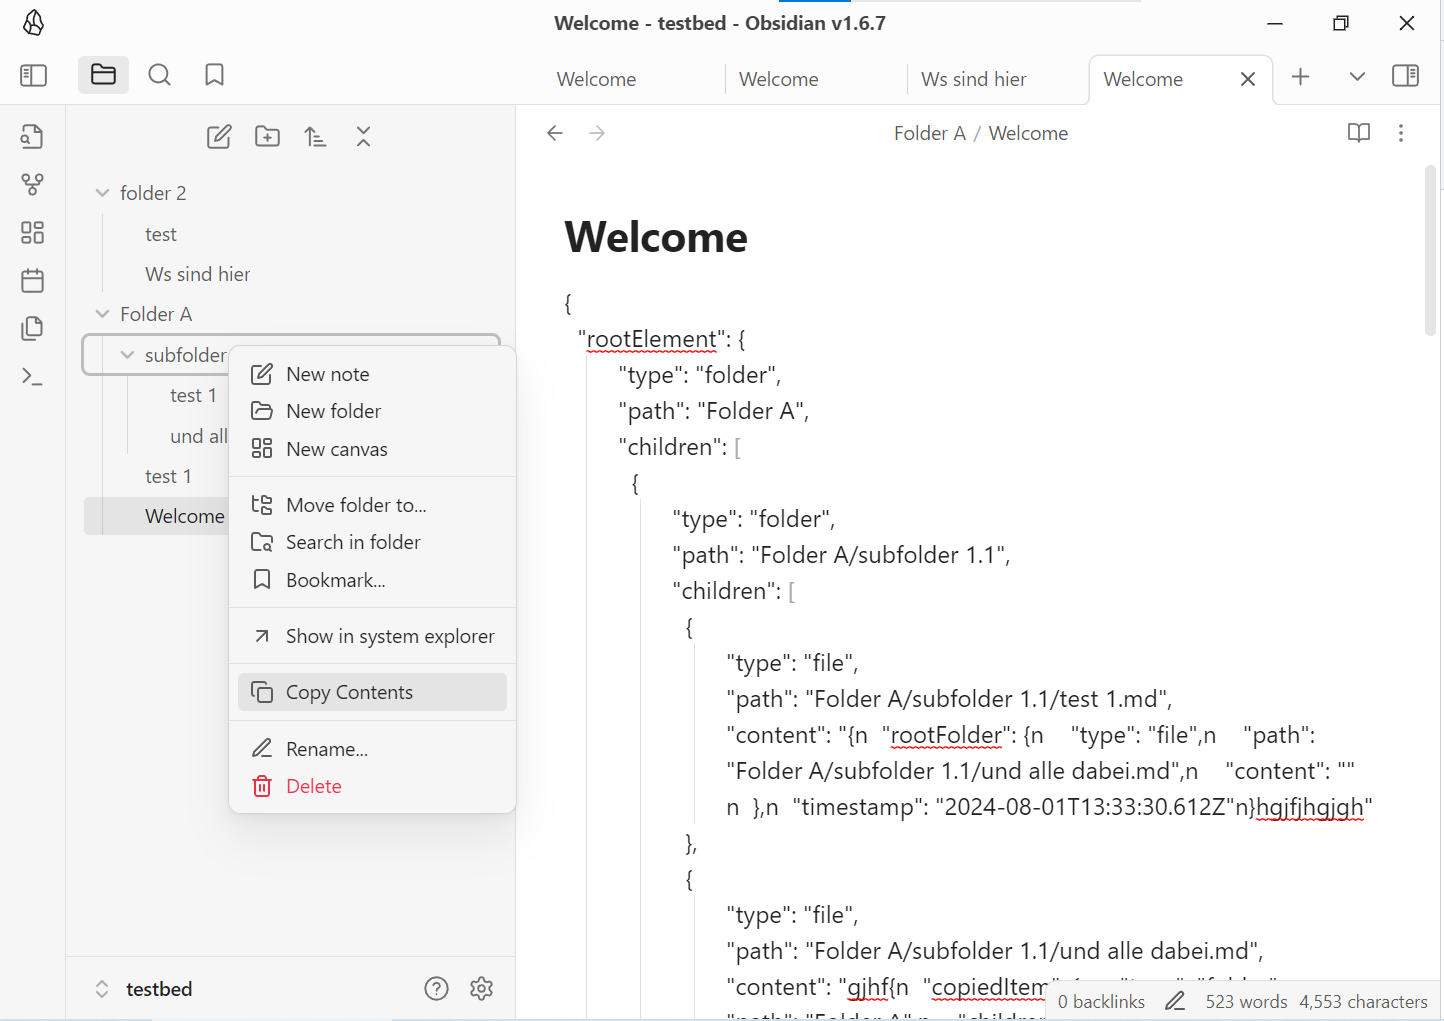 Welcome - testbed - Obsidian v1.6.7
Welcome
Welcome
Ws sind hier
Welcome
Folder A / Welcome
folder 2
test
Ws sind hier
Folder A
subfolder
test 1
und all
test 1
Welcome
New note
New folder
New canvas
Move folder to...
Search in folder
Bookmark...
Show in system explorer
Copy Contents
Rename...
Delete
testbed
Welcome
{
"rootElement": {
"type": "folder",
"path": "Folder A",
"children": [
{
"type": "folder",
"path": "Folder A/subfolder 1.1",
"children": [
{
"type": "file",
"path": "Folder A/subfolder 1.1/test 1.md",
"content": "{n "rootFolder": {n "type": "file",n "path":
"Folder A/subfolder 1.1/und alle dabei.md",n "content": ""
n },n "timestamp": "2024-08-01T13:33:30.612Z"n}hgjfjhgjgh"
},
{
"type": "file",
"path": "Folder A/subfolder 1.1/und alle dabei.md",
"content": "gjhf{n "copiedItem"
0 backlinks 523 words 4,553 characters